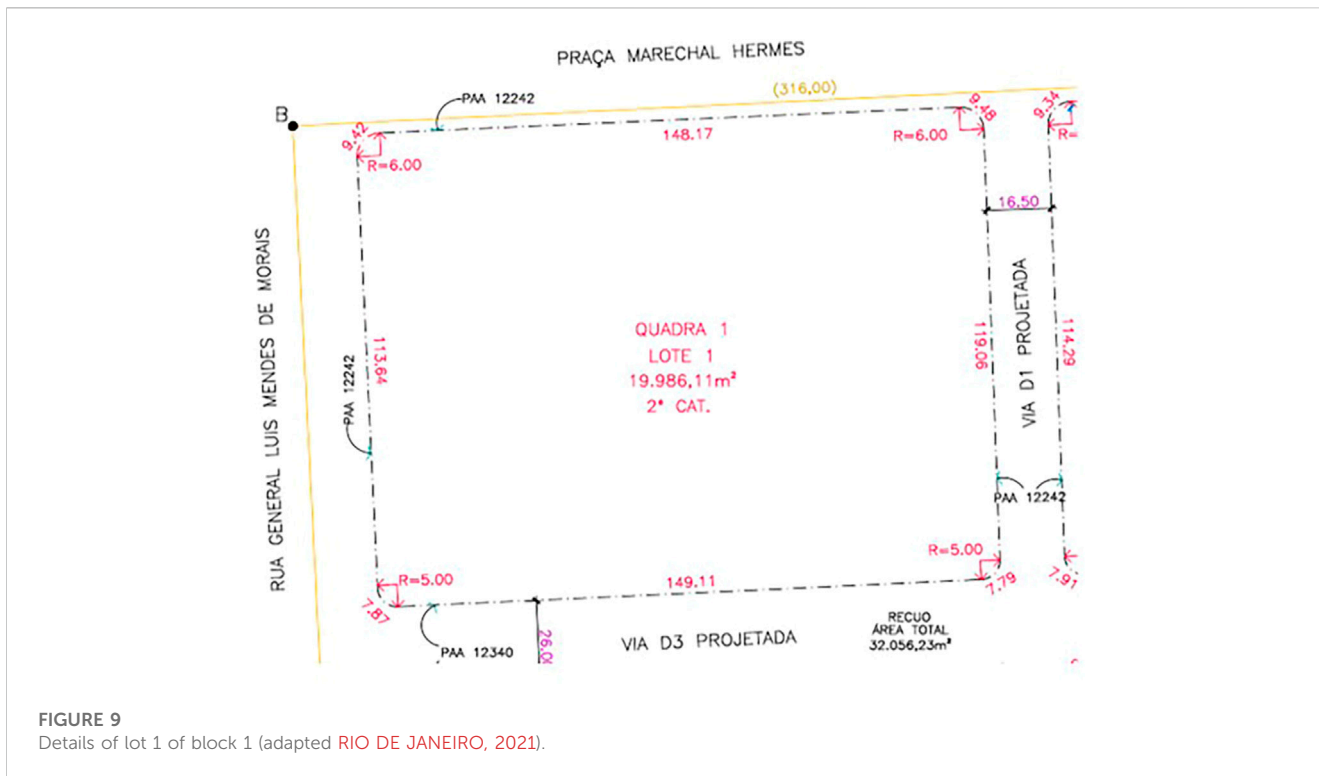 PRAÇA MARECHAL HERMES
(316,00)
B
PAA 12242
9.42
R=6.00
148.17
9.48
R=6.00
9.34
R=
16,50
RUA GENERAL LUIS MENDES DE MORAIS
PAA 12242
113.64
QUADRA 1
LOTE 1
19.986,11m²
2ª CAT.
119.06
VIA D1 PROJETADA
114.29
PAA 12242
R=5.00
7.87
149.11
R=5.00
7.79
7.91
PAA 12340
VIA D3 PROJETADA
RECUO
ÁREA TOTAL
32.056,23m²
FIGURE 9
Details of lot 1 of block 1 (adapted RIO DE JANEIRO, 2021).